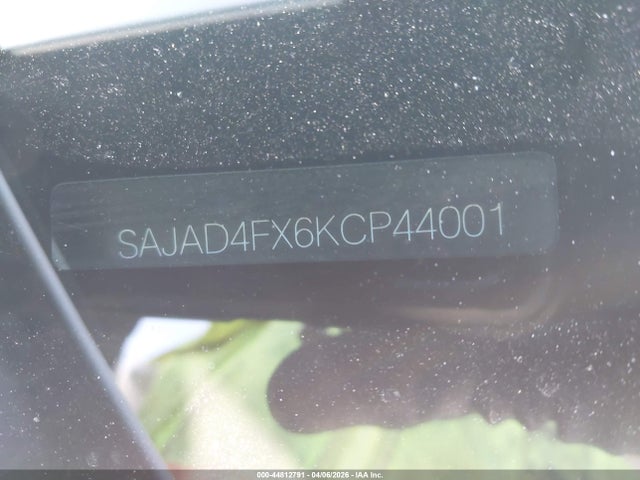 SAJAD4FX6KCP44001
000-44812791 - 04/06/2026 - IAA Inc.